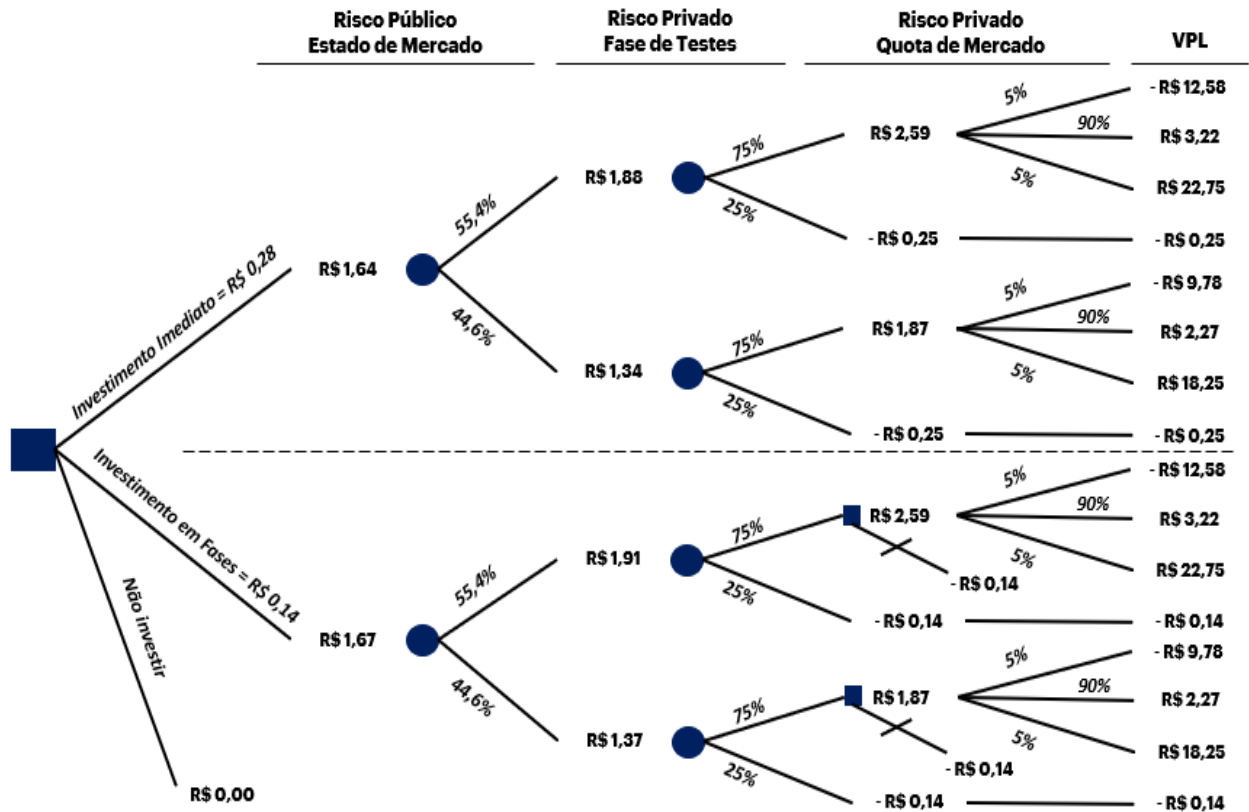 Risco Público
Estado de Mercado
Risco Privado
Fase de Testes
Risco Privado
Quota de Mercado
VPL
Investimento Imediato = R$ 0,28
R$ 1,64
55,4%
R$ 1,88
75%
R$ 2,59
5%
- R$ 12,58
90%
R$ 3,22
5%
R$ 22,75
25%
- R$ 0,25
- R$ 0,25
44,6%
R$ 1,34
75%
R$ 1,87
5%
- R$ 9,78
90%
R$ 2,27
5%
R$ 18,25
25%
- R$ 0,25
- R$ 0,25
Investimento em Fases = R$ 0,14
R$ 1,67
55,4%
R$ 1,91
75%
R$ 2,59
5%
- R$ 12,58
90%
R$ 3,22
5%
R$ 22,75
- R$ 0,14
25%
- R$ 0,14
- R$ 0,14
44,6%
R$ 1,37
75%
R$ 1,87
5%
- R$ 9,78
90%
R$ 2,27
5%
R$ 18,25
- R$ 0,14
25%
- R$ 0,14
- R$ 0,14
Não investir
R$ 0,00